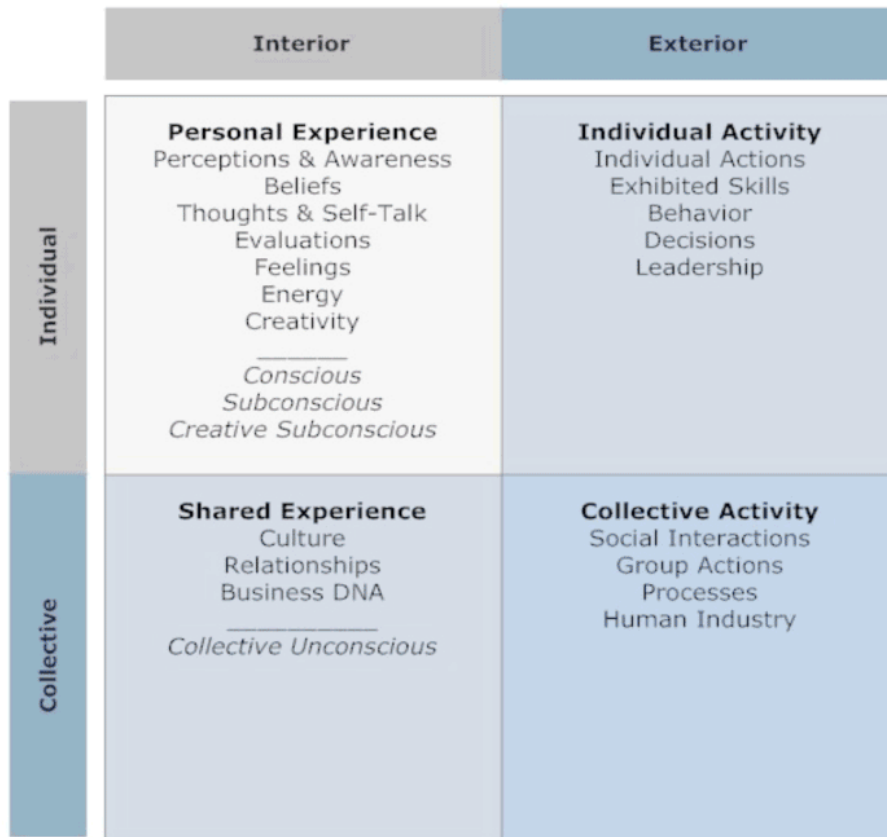 Interior
Exterior
Individual
Personal Experience
Perceptions & Awareness
Beliefs
Thoughts & Self-Talk
Evaluations
Feelings
Energy
Creativity
______
Conscious
Subconscious
Creative Subconscious
Individual Activity
Individual Actions
Exhibited Skills
Behavior
Decisions
Leadership
Collective
Shared Experience
Culture
Relationships
Business DNA
__________
Collective Unconscious
Collective Activity
Social Interactions
Group Actions
Processes
Human Industry